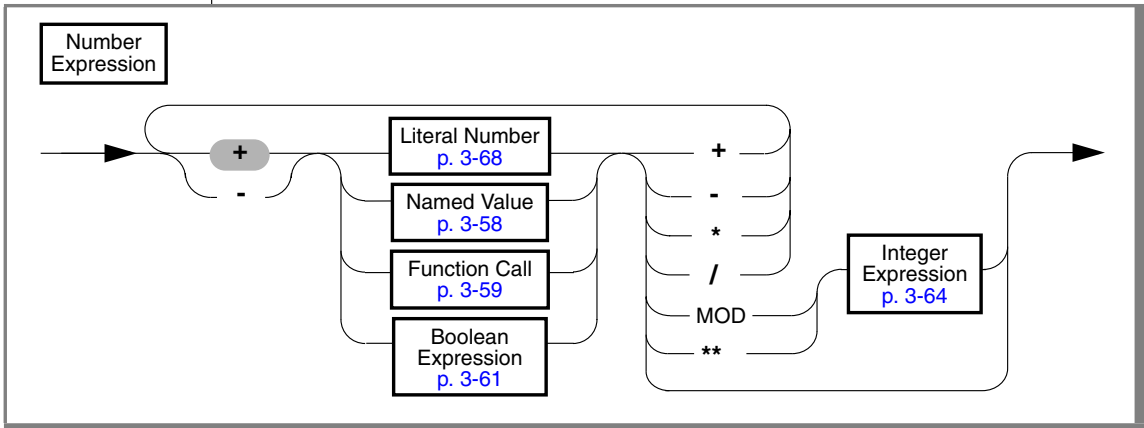 Number
Expression
+
-
Literal Number
p. 3-68
Named Value
p. 3-58
Function Call
p. 3-59
Boolean
Expression
p. 3-61
+
-
*
/
MOD
**
Integer
Expression
p. 3-64